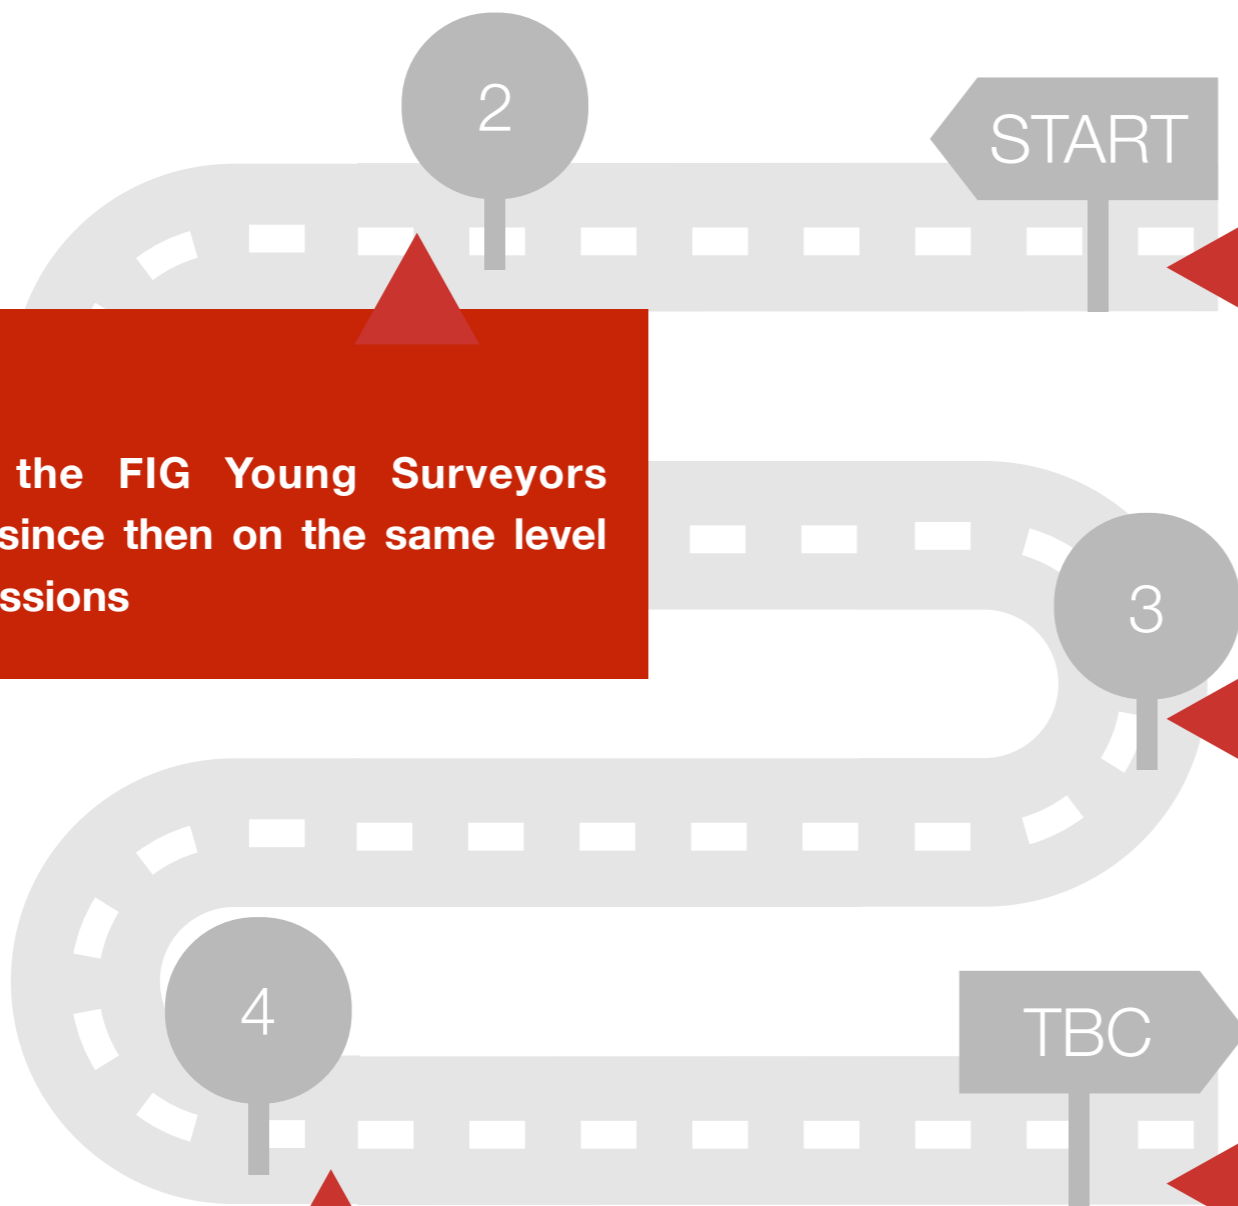 2
START
the FIG Young Surveyors
since then on the same level
ssions
3
4
TBC